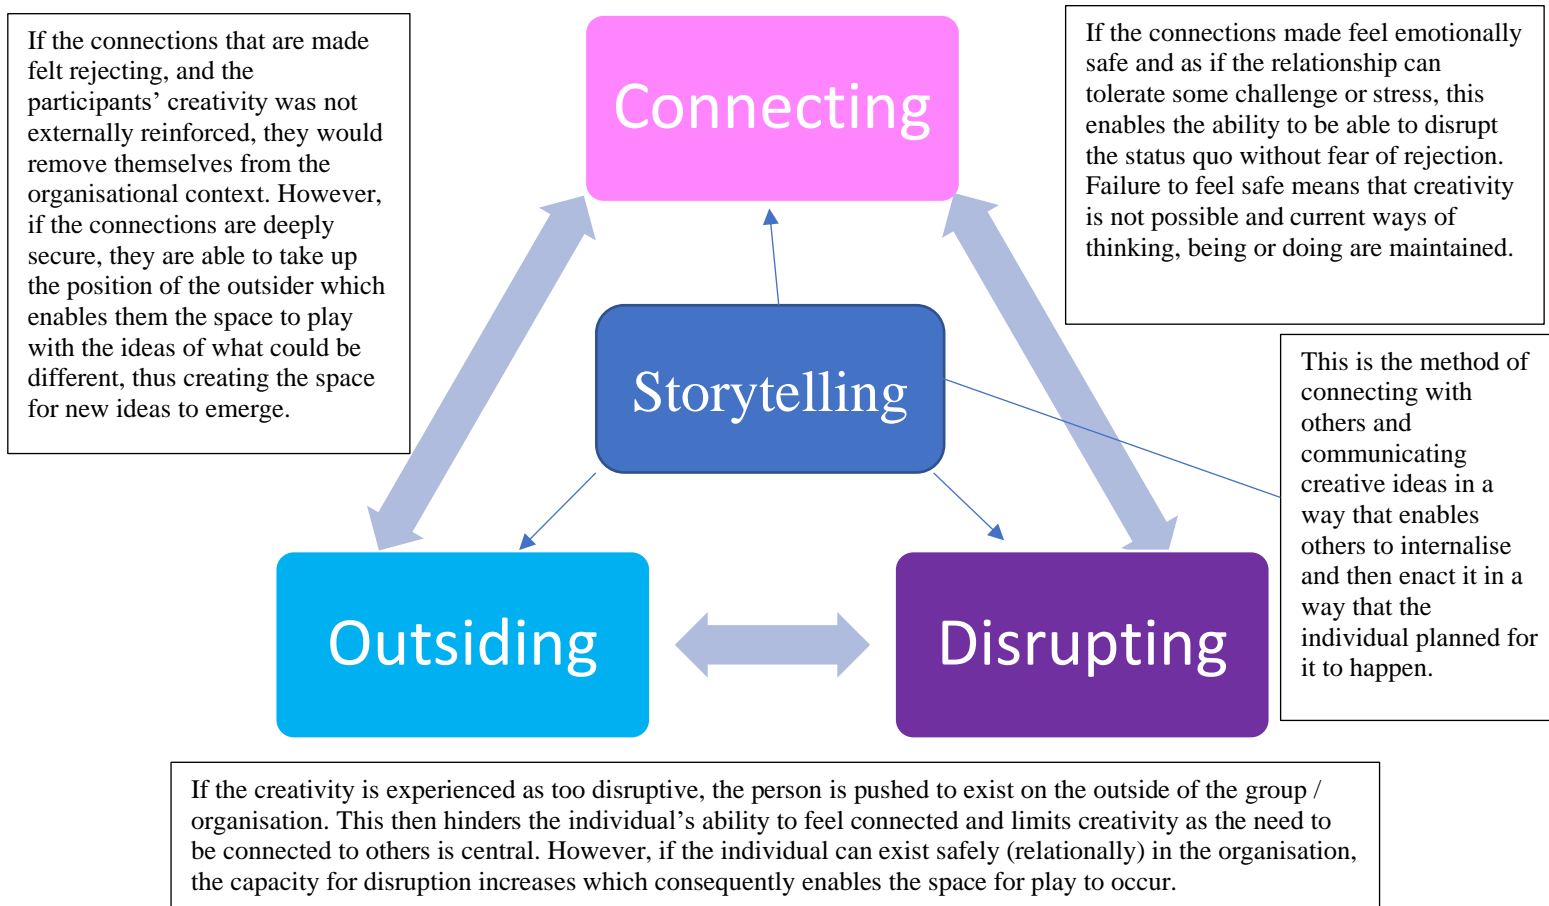 If the connections that are made
felt rejecting, and the
participants’ creativity was not
externally reinforced, they would
remove themselves from the
organisational context. However,
if the connections are deeply
secure, they are able to take up
the position of the outsider which
enables them the space to play
with the ideas of what could be
different, thus creating the space
for new ideas to emerge.
Connecting
If the connections made feel emotionally
safe and as if the relationship can
tolerate some challenge or stress, this
enables the ability to be able to disrupt
the status quo without fear of rejection.
Failure to feel safe means that creativity
is not possible and current ways of
thinking, being or doing are maintained.
Storytelling
This is the method of
connecting with
others and
communicating
creative ideas in a
way that enables
others to internalise
and then enact it in a
way that the
individual planned for
it to happen.
Outsiding
Disrupting
If the creativity is experienced as too disruptive, the person is pushed to exist on the outside of the group /
organisation. This then hinders the individual’s ability to feel connected and limits creativity as the need to
be connected to others is central. However, if the individual can exist safely (relationally) in the organisation,
the capacity for disruption increases which consequently enables the space for play to occur.